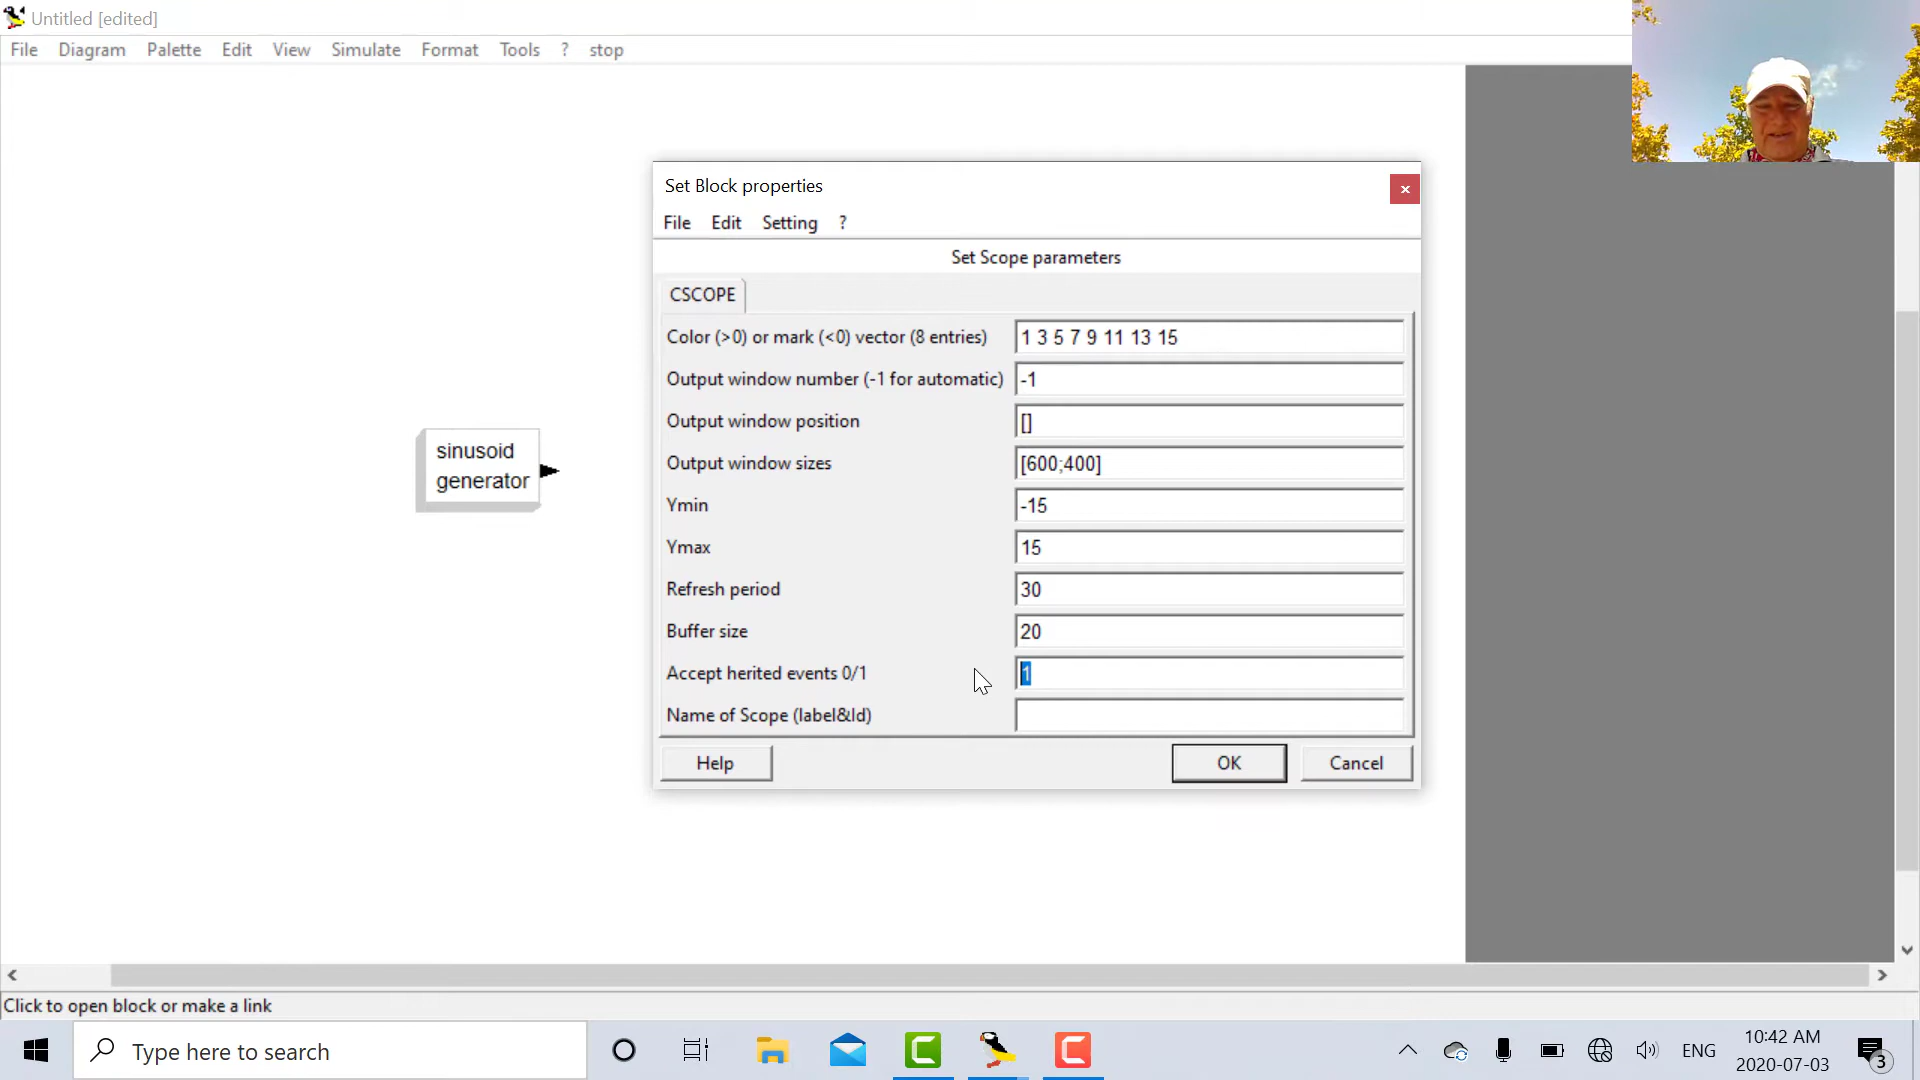 Untitled [edited]
File Diagram Palette Edit View Simulate Format Tools ? stop
Set Block properties
File Edit Setting ?
Set Scope parameters
CSCOPE
Color (>0) or mark (<0) vector (8 entries) 1 3 5 7 9 11 13 15
Output window number (-1 for automatic) -1
Output window position []
Output window sizes [600;400]
Ymin -15
Ymax 15
Refresh period 30
Buffer size 20
Accept herited events 0/1 1
Name of Scope (label&Id)
Help OK Cancel
sinusoid
generator
Click to open block or make a link
Type here to search
ENG
10:42 AM
2020-07-03
3